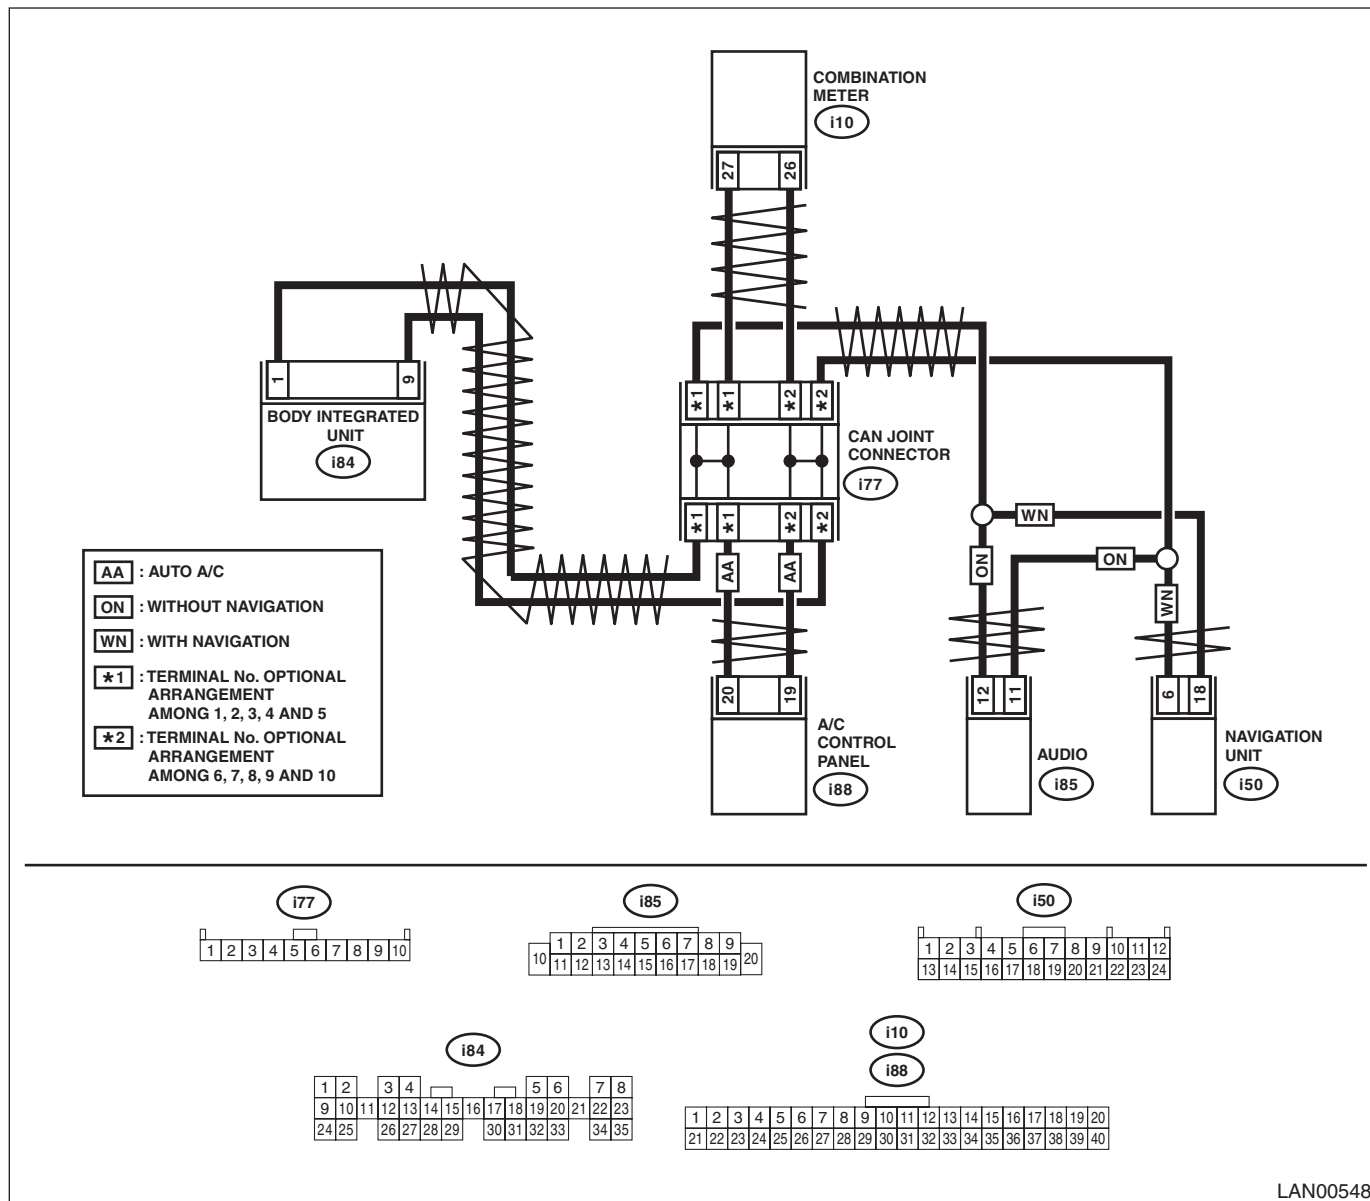 COMBINATION
METER
i10
27
26
1
9
BODY INTEGRATED
UNIT
i84
*1
*1
*2
*2
CAN JOINT
CONNECTOR
i77
*1
*1
*2
*2
AA
AA
WN
ON
ON
WN
20
19
A/C
CONTROL
PANEL
i88
12
11
AUDIO
i85
6
18
NAVIGATION
UNIT
i50
AA : AUTO A/C
ON : WITHOUT NAVIGATION
WN : WITH NAVIGATION
*1 : TERMINAL No. OPTIONAL
ARRANGEMENT
AMONG 1, 2, 3, 4 AND 5
*2 : TERMINAL No. OPTIONAL
ARRANGEMENT
AMONG 6, 7, 8, 9 AND 10
i77
1 2 3 4 5 6 7 8 9 10
i85
1 2 3 4 5 6 7 8 9
10 11 12 13 14 15 16 17 18 19 20
i50
1 2 3 4 5 6 7 8 9 10 11 12
13 14 15 16 17 18 19 20 21 22 23 24
i84
1 2 3 4 5 6 7 8
9 10 11 12 13 14 15 16 17 18 19 20 21 22 23
24 25 26 27 28 29 30 31 32 33 34 35
i10
i88
1 2 3 4 5 6 7 8 9 10 11 12 13 14 15 16 17 18 19 20
21 22 23 24 25 26 27 28 29 30 31 32 33 34 35 36 37 38 39 40
LAN00548